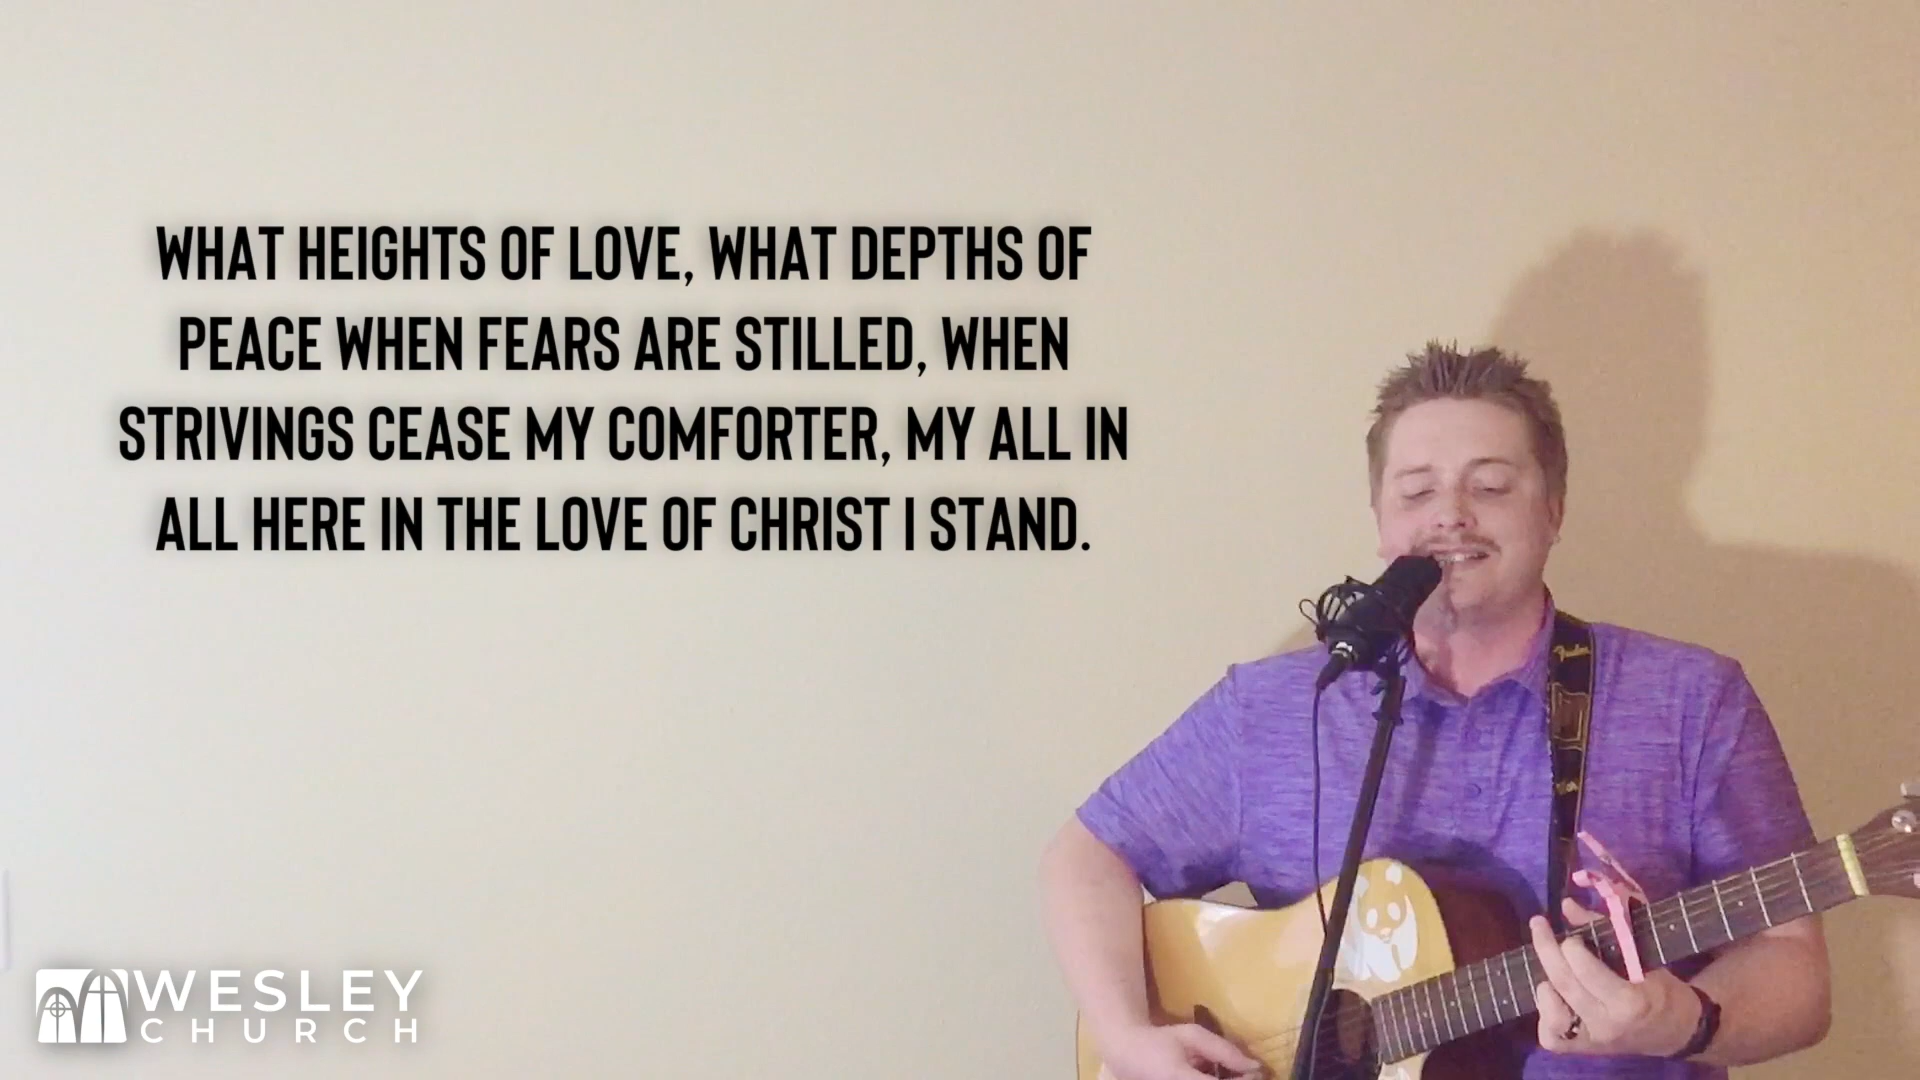 WHAT HEIGHTS OF LOVE, WHAT DEPTHS OF
PEACE WHEN FEARS ARE STILLED, WHEN
STRIVINGS CEASE MY COMFORTER, MY ALL IN
ALL HERE IN THE LOVE OF CHRIST I STAND.
Fender
WESLEY
CHURCH